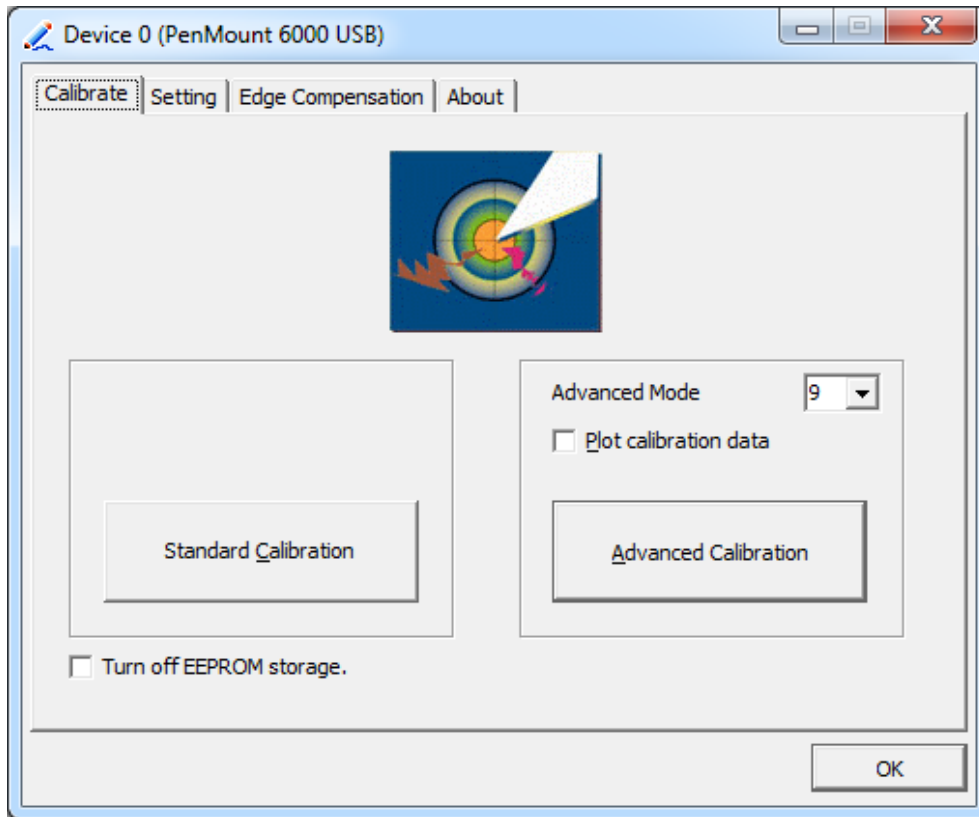 Device 0 (PenMount 6000 USB)
Calibrate Setting Edge Compensation About
Advanced Mode 9
Plot calibration data
Standard Calibration
Advanced Calibration
Turn off EEPROM storage.
OK